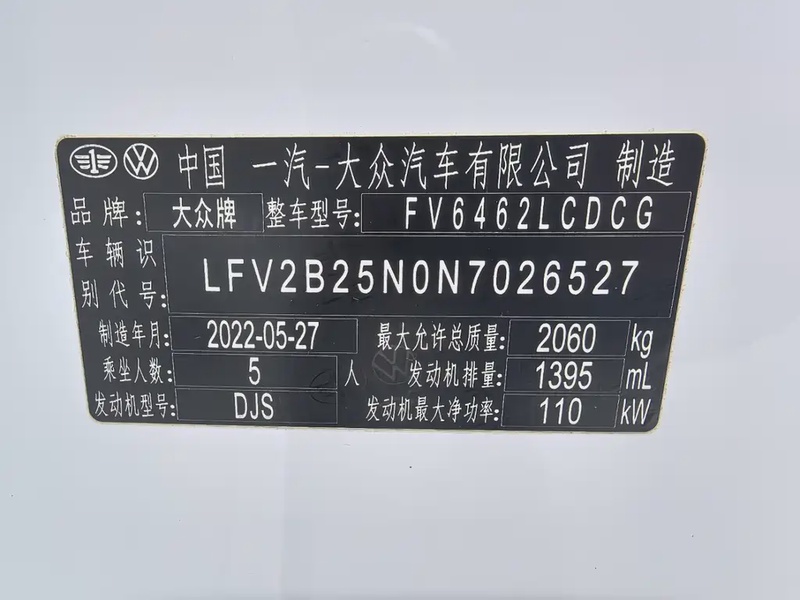 中国 一汽-大众汽车有限公司 制造
品牌: 大众牌 整车型号: FV6462LCDCG
车辆识别代号: LFV2B25N0N7026527
制造年月: 2022-05-27 最大允许总质量: 2060 kg
乘坐人数: 5 人 发动机排量: 1395 mL
发动机型号: DJS 发动机最大净功率: 110 kW